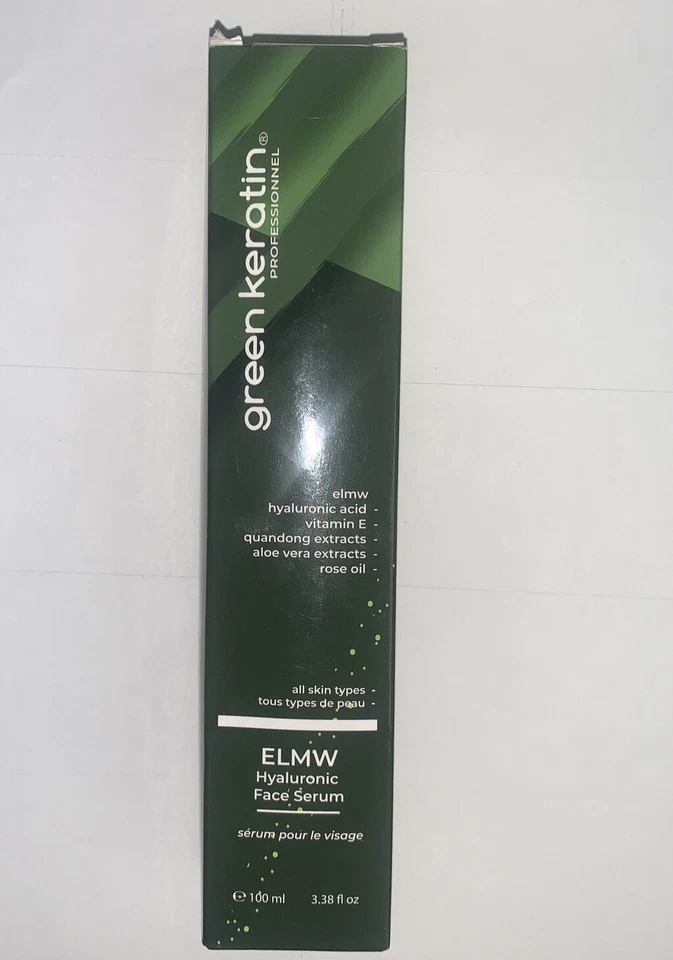 green keratin®
PROFESSIONNEL
elmw
hyaluronic acid -
vitamin E -
quandong extracts -
aloe vera extracts -
rose oil -
all skin types -
tous types de peau -
ELMW
Hyaluronic
Face Serum
sérum pour le visage
℮ 100 ml 3.38 fl oz